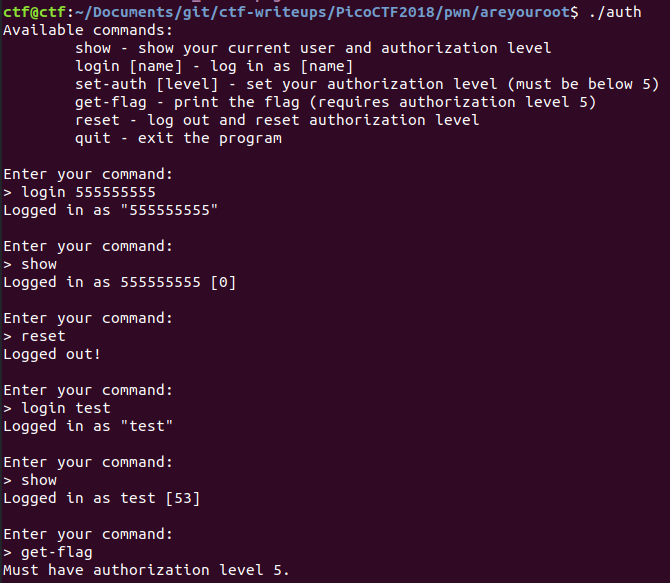 ctf@ctf:~/Documents/git/ctf-writeups/PicoCTF2018/pwn/areyouroot$ ./auth
Available commands:
        show - show your current user and authorization level
        login [name] - log in as [name]
        set-auth [level] - set your authorization level (must be below 5)
        get-flag - print the flag (requires authorization level 5)
        reset - log out and reset authorization level
        quit - exit the program

Enter your command:
> login 555555555
Logged in as "555555555"

Enter your command:
> show
Logged in as 555555555 [0]

Enter your command:
> reset
Logged out!

Enter your command:
> login test
Logged in as "test"

Enter your command:
> show
Logged in as test [53]

Enter your command:
> get-flag
Must have authorization level 5.